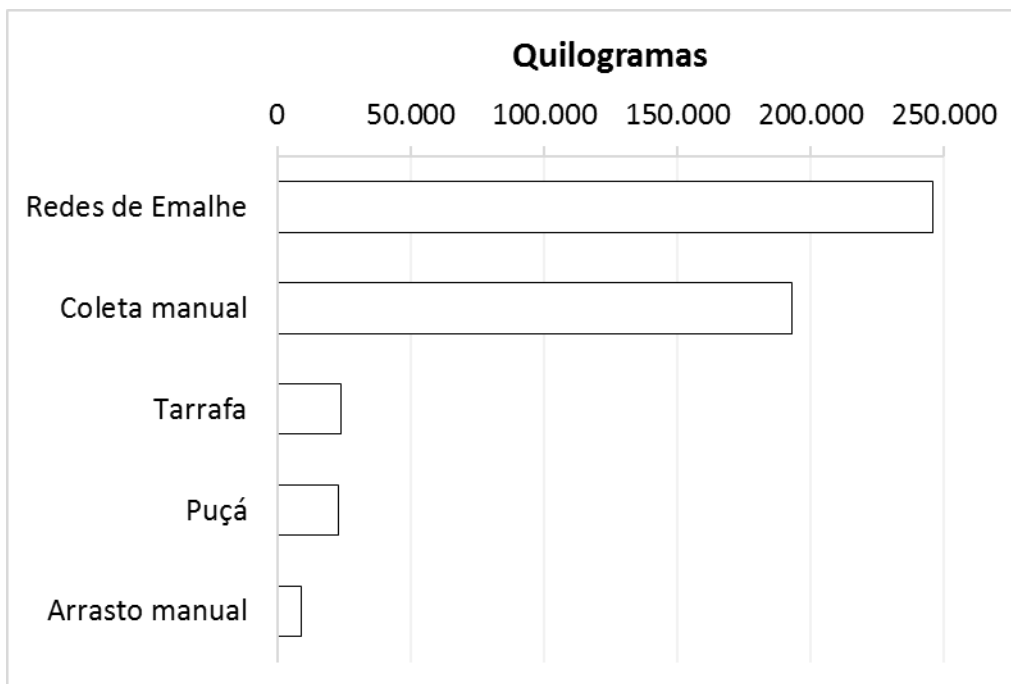 Quilogramas
0 50.000 100.000 150.000 200.000 250.000
Redes de Emalhe
Coleta manual
Tarrafa
Puçá
Arrasto manual